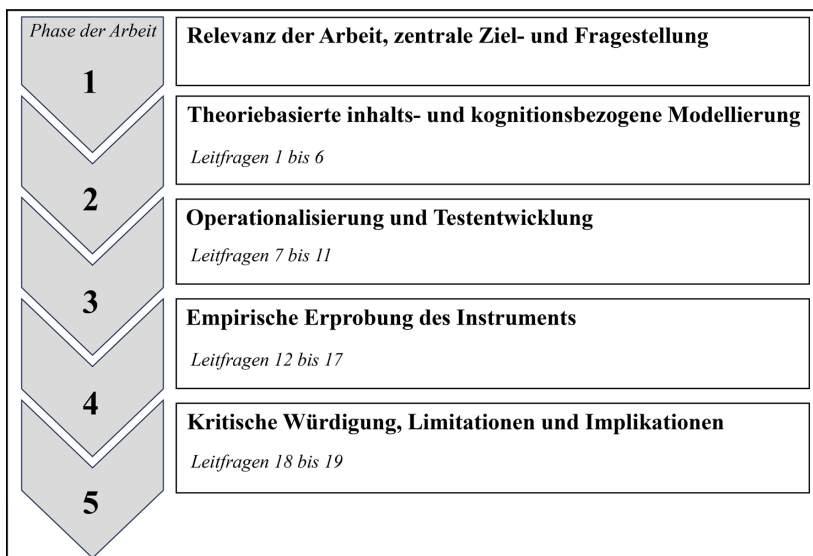 Phase der Arbeit
1
Relevanz der Arbeit, zentrale Ziel- und Fragestellung
2
Theoriebasierte inhalts- und kognitionsbezogene Modellierung
Leitfragen 1 bis 6
3
Operationalisierung und Testentwicklung
Leitfragen 7 bis 11
4
Empirische Erprobung des Instruments
Leitfragen 12 bis 17
5
Kritische Würdigung, Limitationen und Implikationen
Leitfragen 18 bis 19